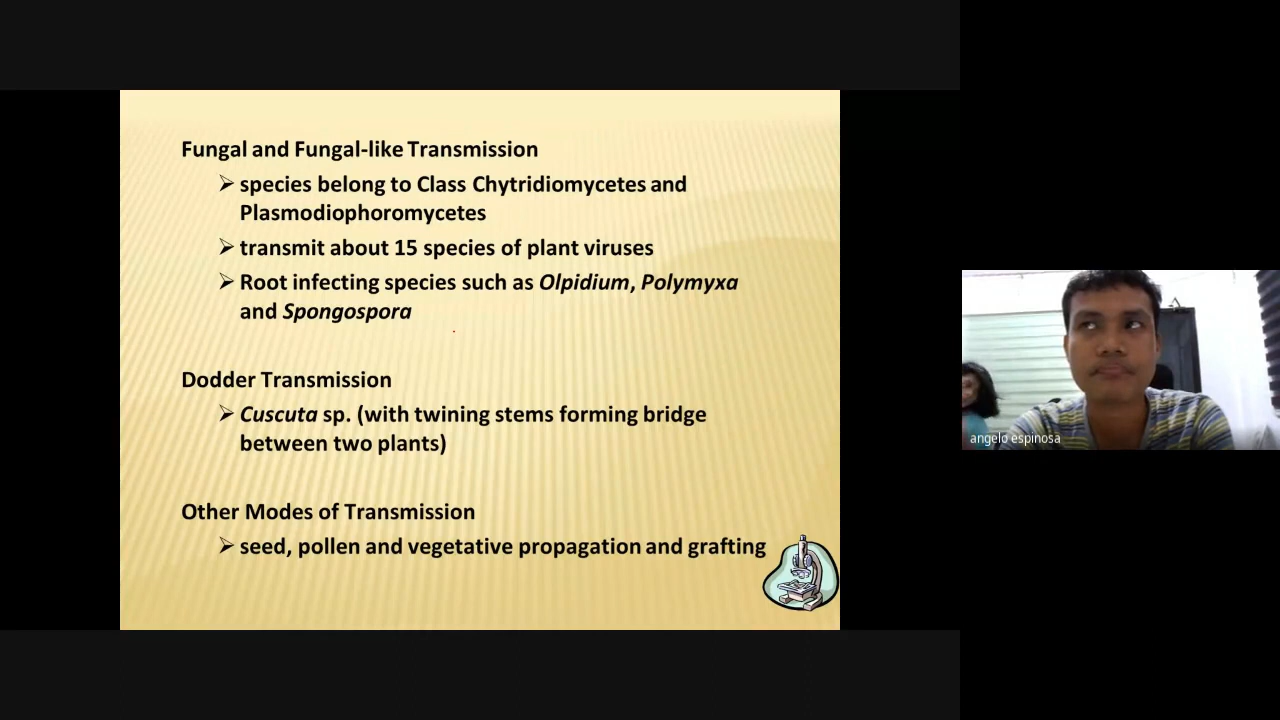 Fungal and Fungal-like Transmission
species belong to Class Chytridiomycetes and
Plasmodiophoromycetes
transmit about 15 species of plant viruses
Root infecting species such as Olpidium, Polymyxa
and Spongospora
Dodder Transmission
Cuscuta sp. (with twining stems forming bridge
between two plants)
Other Modes of Transmission
seed, pollen and vegetative propagation and grafting
angelo espinosa